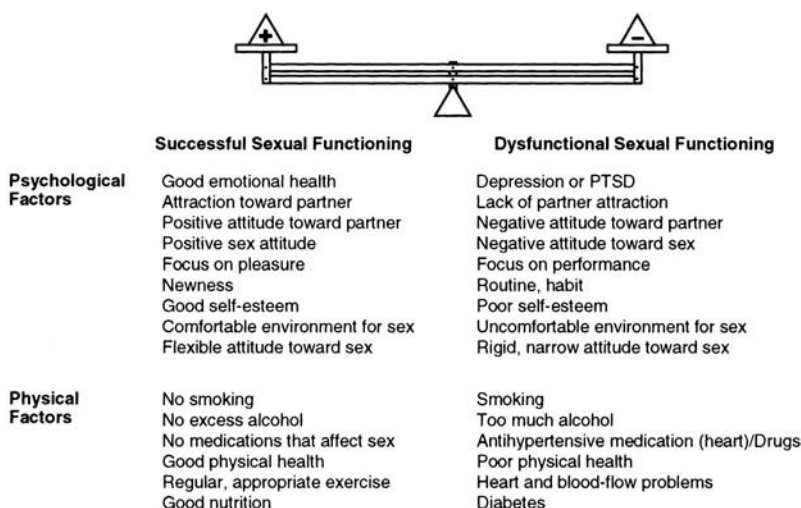 + −
Successful Sexual Functioning Dysfunctional Sexual Functioning
Psychological Good emotional health Depression or PTSD
Factors Attraction toward partner Lack of partner attraction
Positive attitude toward partner Negative attitude toward partner
Positive sex attitude Negative attitude toward sex
Focus on pleasure Focus on performance
Newness Routine, habit
Good self-esteem Poor self-esteem
Comfortable environment for sex Uncomfortable environment for sex
Flexible attitude toward sex Rigid, narrow attitude toward sex
Physical No smoking Smoking
Factors No excess alcohol Too much alcohol
No medications that affect sex Antihypertensive medication (heart)/Drugs
Good physical health Poor physical health
Regular, appropriate exercise Heart and blood-flow problems
Good nutrition Diabetes